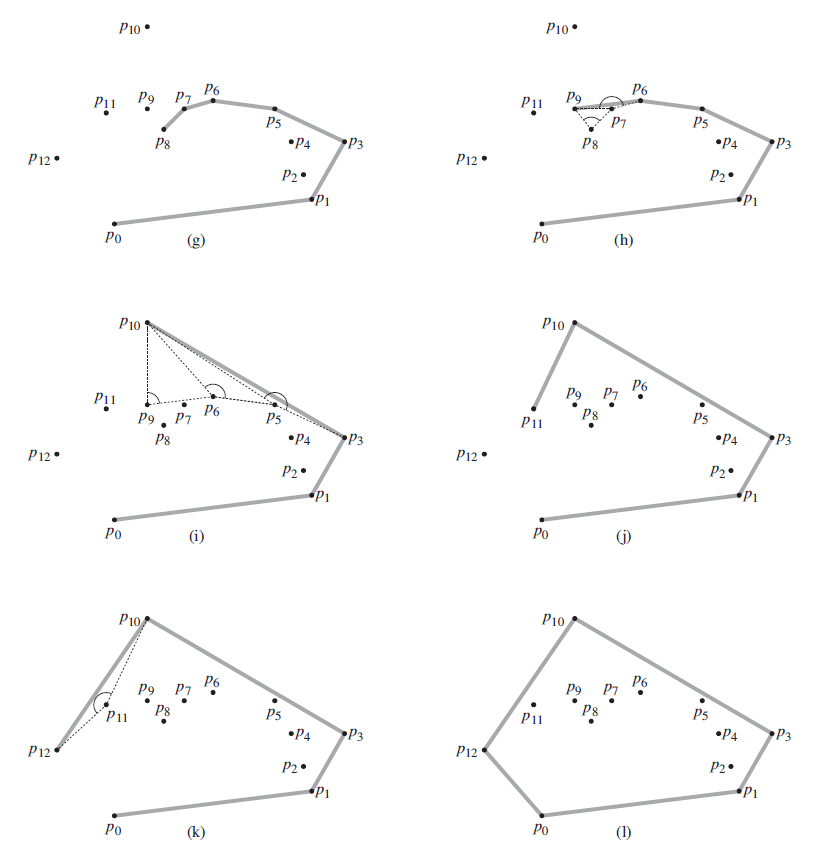 p10 p10
p11 p9 p7 p6 p11 p9 p6
p5 p7 p5
p8 p8
p12 p4 p3 p12 p4 p3
p2 p2
p1 p1
p0 p0
(g) (h)
p10 p10
p11 p9 p7 p6
p9 p7 p6 p11 p8
p5 p5
p8
p12 p4 p3 p12 p4 p3
p2 p2
p1 p1
p0 p0
(i) (j)
p10 p10
p9 p7 p6 p9 p7 p6
p11 p8 p5 p11 p8 p5
p12 p4 p3 p12 p4 p3
p2 p2
p1 p1
p0 p0
(k) (l)